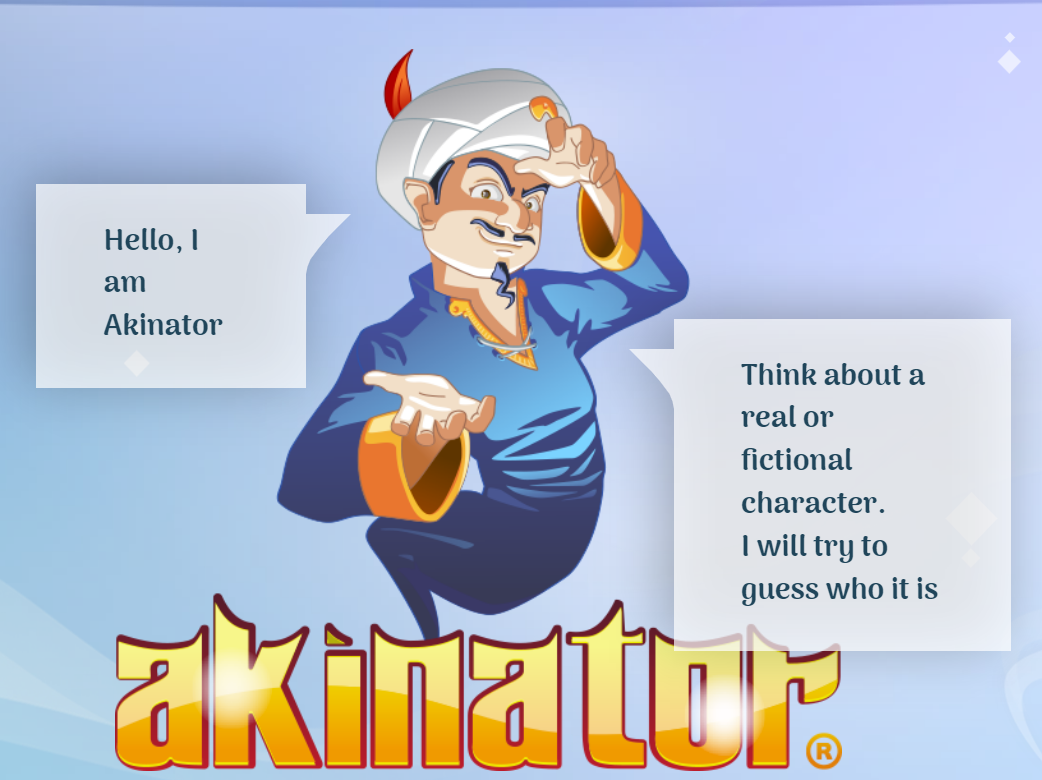 Hello, I
am
Akinator
Think about a
real or
fictional
character.
I will try to
guess who it is
akinator®